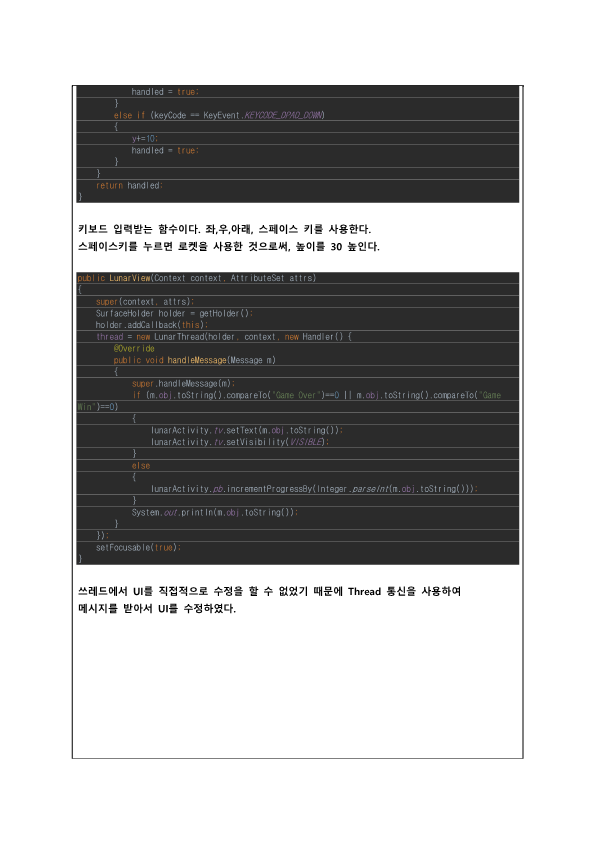 handled = true;
        }
        else if (keyCode == KeyEvent.KEYCODE_DPAD_DOWN)
        {
            y+=10;
            handled = true;
        }
    }
    return handled;
}
키보드 입력받는 함수이다. 좌,우,아래, 스페이스 키를 사용한다.
스페이스키를 누르면 로켓을 사용한 것으로써, 높이를 30 높인다.
public LunarView(Context context, AttributeSet attrs)
{
    super(context, attrs);
    SurfaceHolder holder = getHolder();
    holder.addCallback(this);
    thread = new LunarThread(holder, context, new Handler() {
        @Override
        public void handleMessage(Message m)
        {
            super.handleMessage(m);
            if (m.obj.toString().compareTo("Game Over")==0 || m.obj.toString().compareTo("Game
Win")==0)
            {
                lunarActivity.tv.setText(m.obj.toString());
                lunarActivity.tv.setVisibility(VISIBLE);
            }
            else
            {
                lunarActivity.pb.incrementProgressBy(Integer.parseInt(m.obj.toString()));
            }
            System.out.println(m.obj.toString());
        }
    });
    setFocusable(true);
}
쓰레드에서 UI를 직접적으로 수정을 할 수 없었기 때문에 Thread 통신을 사용하여
메시지를 받아서 UI를 수정하였다.